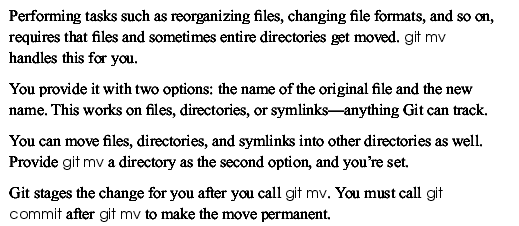 Performing tasks such as reorganizing files, changing file formats, and so on,
requires that files and sometimes entire directories get moved. git mv
handles this for you.
You provide it with two options: the name of the original file and the new
name. This works on files, directories, or symlinks—anything Git can track.
You can move files, directories, and symlinks into other directories as well.
Provide git mv a directory as the second option, and you’re set.
Git stages the change for you after you call git mv. You must call git
commit after git mv to make the move permanent.